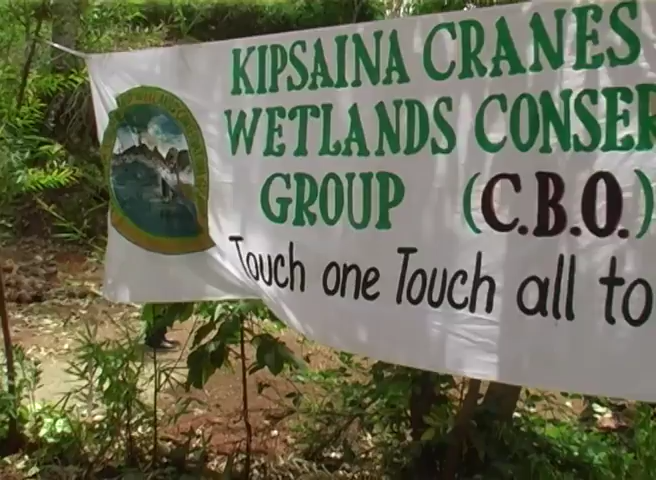 KIPSAINA CRANES
WETLANDS CONSER
GROUP (C.B.O.)
Touch one Touch all to